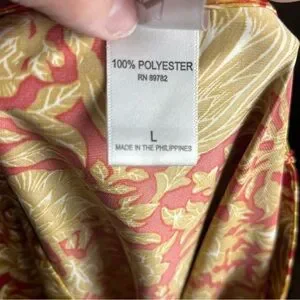 100% POLYESTER
RN 89782
L
MADE IN THE PHILIPPINES